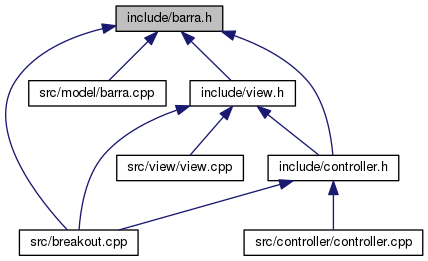 include/barra.h
src/model/barra.cpp
include/view.h
src/view/view.cpp
include/controller.h
src/breakout.cpp
src/controller/controller.cpp